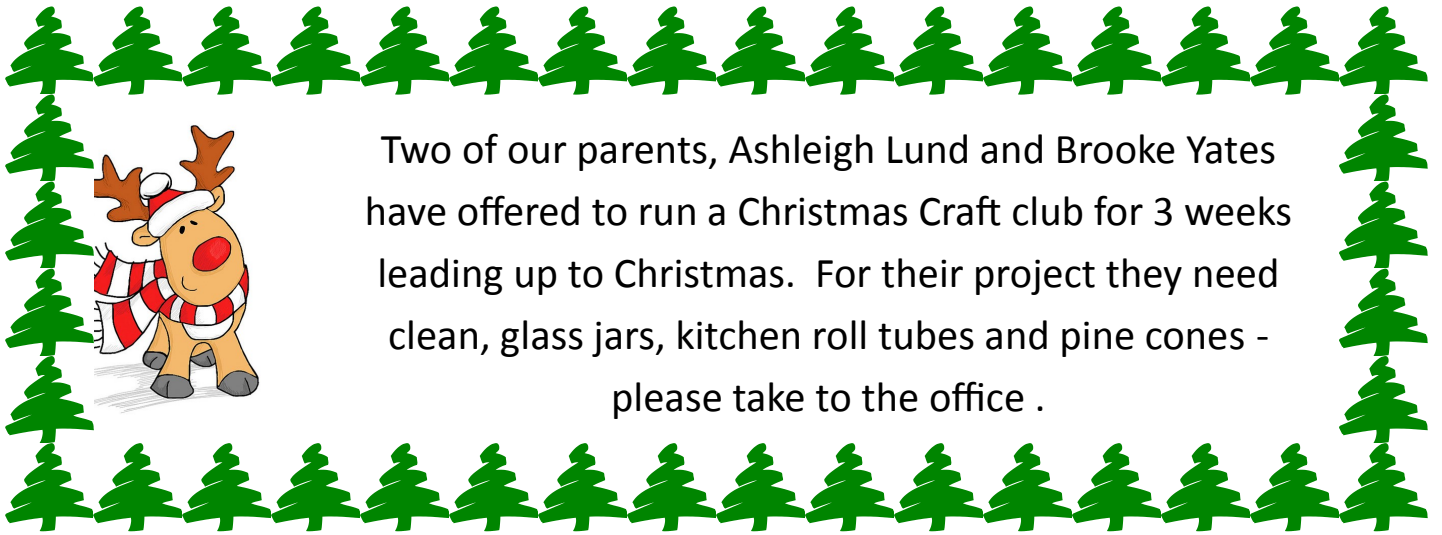 Two of our parents, Ashleigh Lund and Brooke Yates
have offered to run a Christmas Craft club for 3 weeks
leading up to Christmas.  For their project they need
clean, glass jars, kitchen roll tubes and pine cones -
please take to the office .